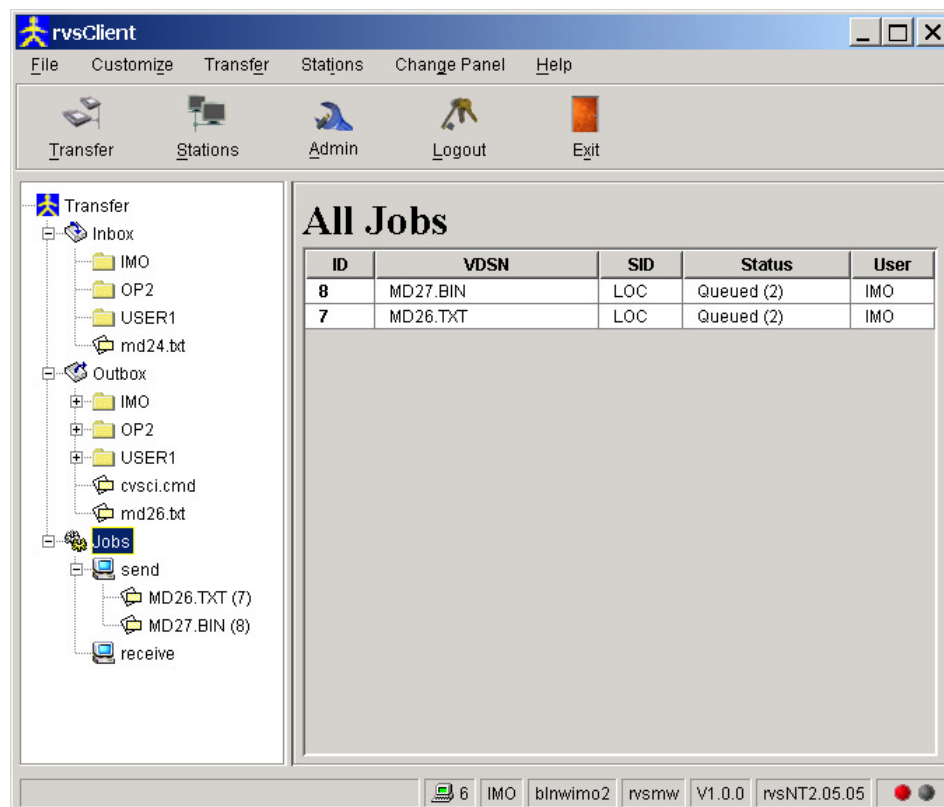 rvsClient
File Customize Transfer Stations Change Panel Help
Transfer Stations Admin Logout Exit
Transfer
Inbox
IMO
OP2
USER1
md24.txt
Outbox
IMO
OP2
USER1
cvsci.cmd
md26.txt
Jobs
send
MD26.TXT (7)
MD27.BIN (8)
receive
All Jobs
ID VDSN SID Status User
8 MD27.BIN LOC Queued (2) IMO
7 MD26.TXT LOC Queued (2) IMO
6 IMO blnwimo2 rvsmw V1.0.0 rvsNT2.05.05